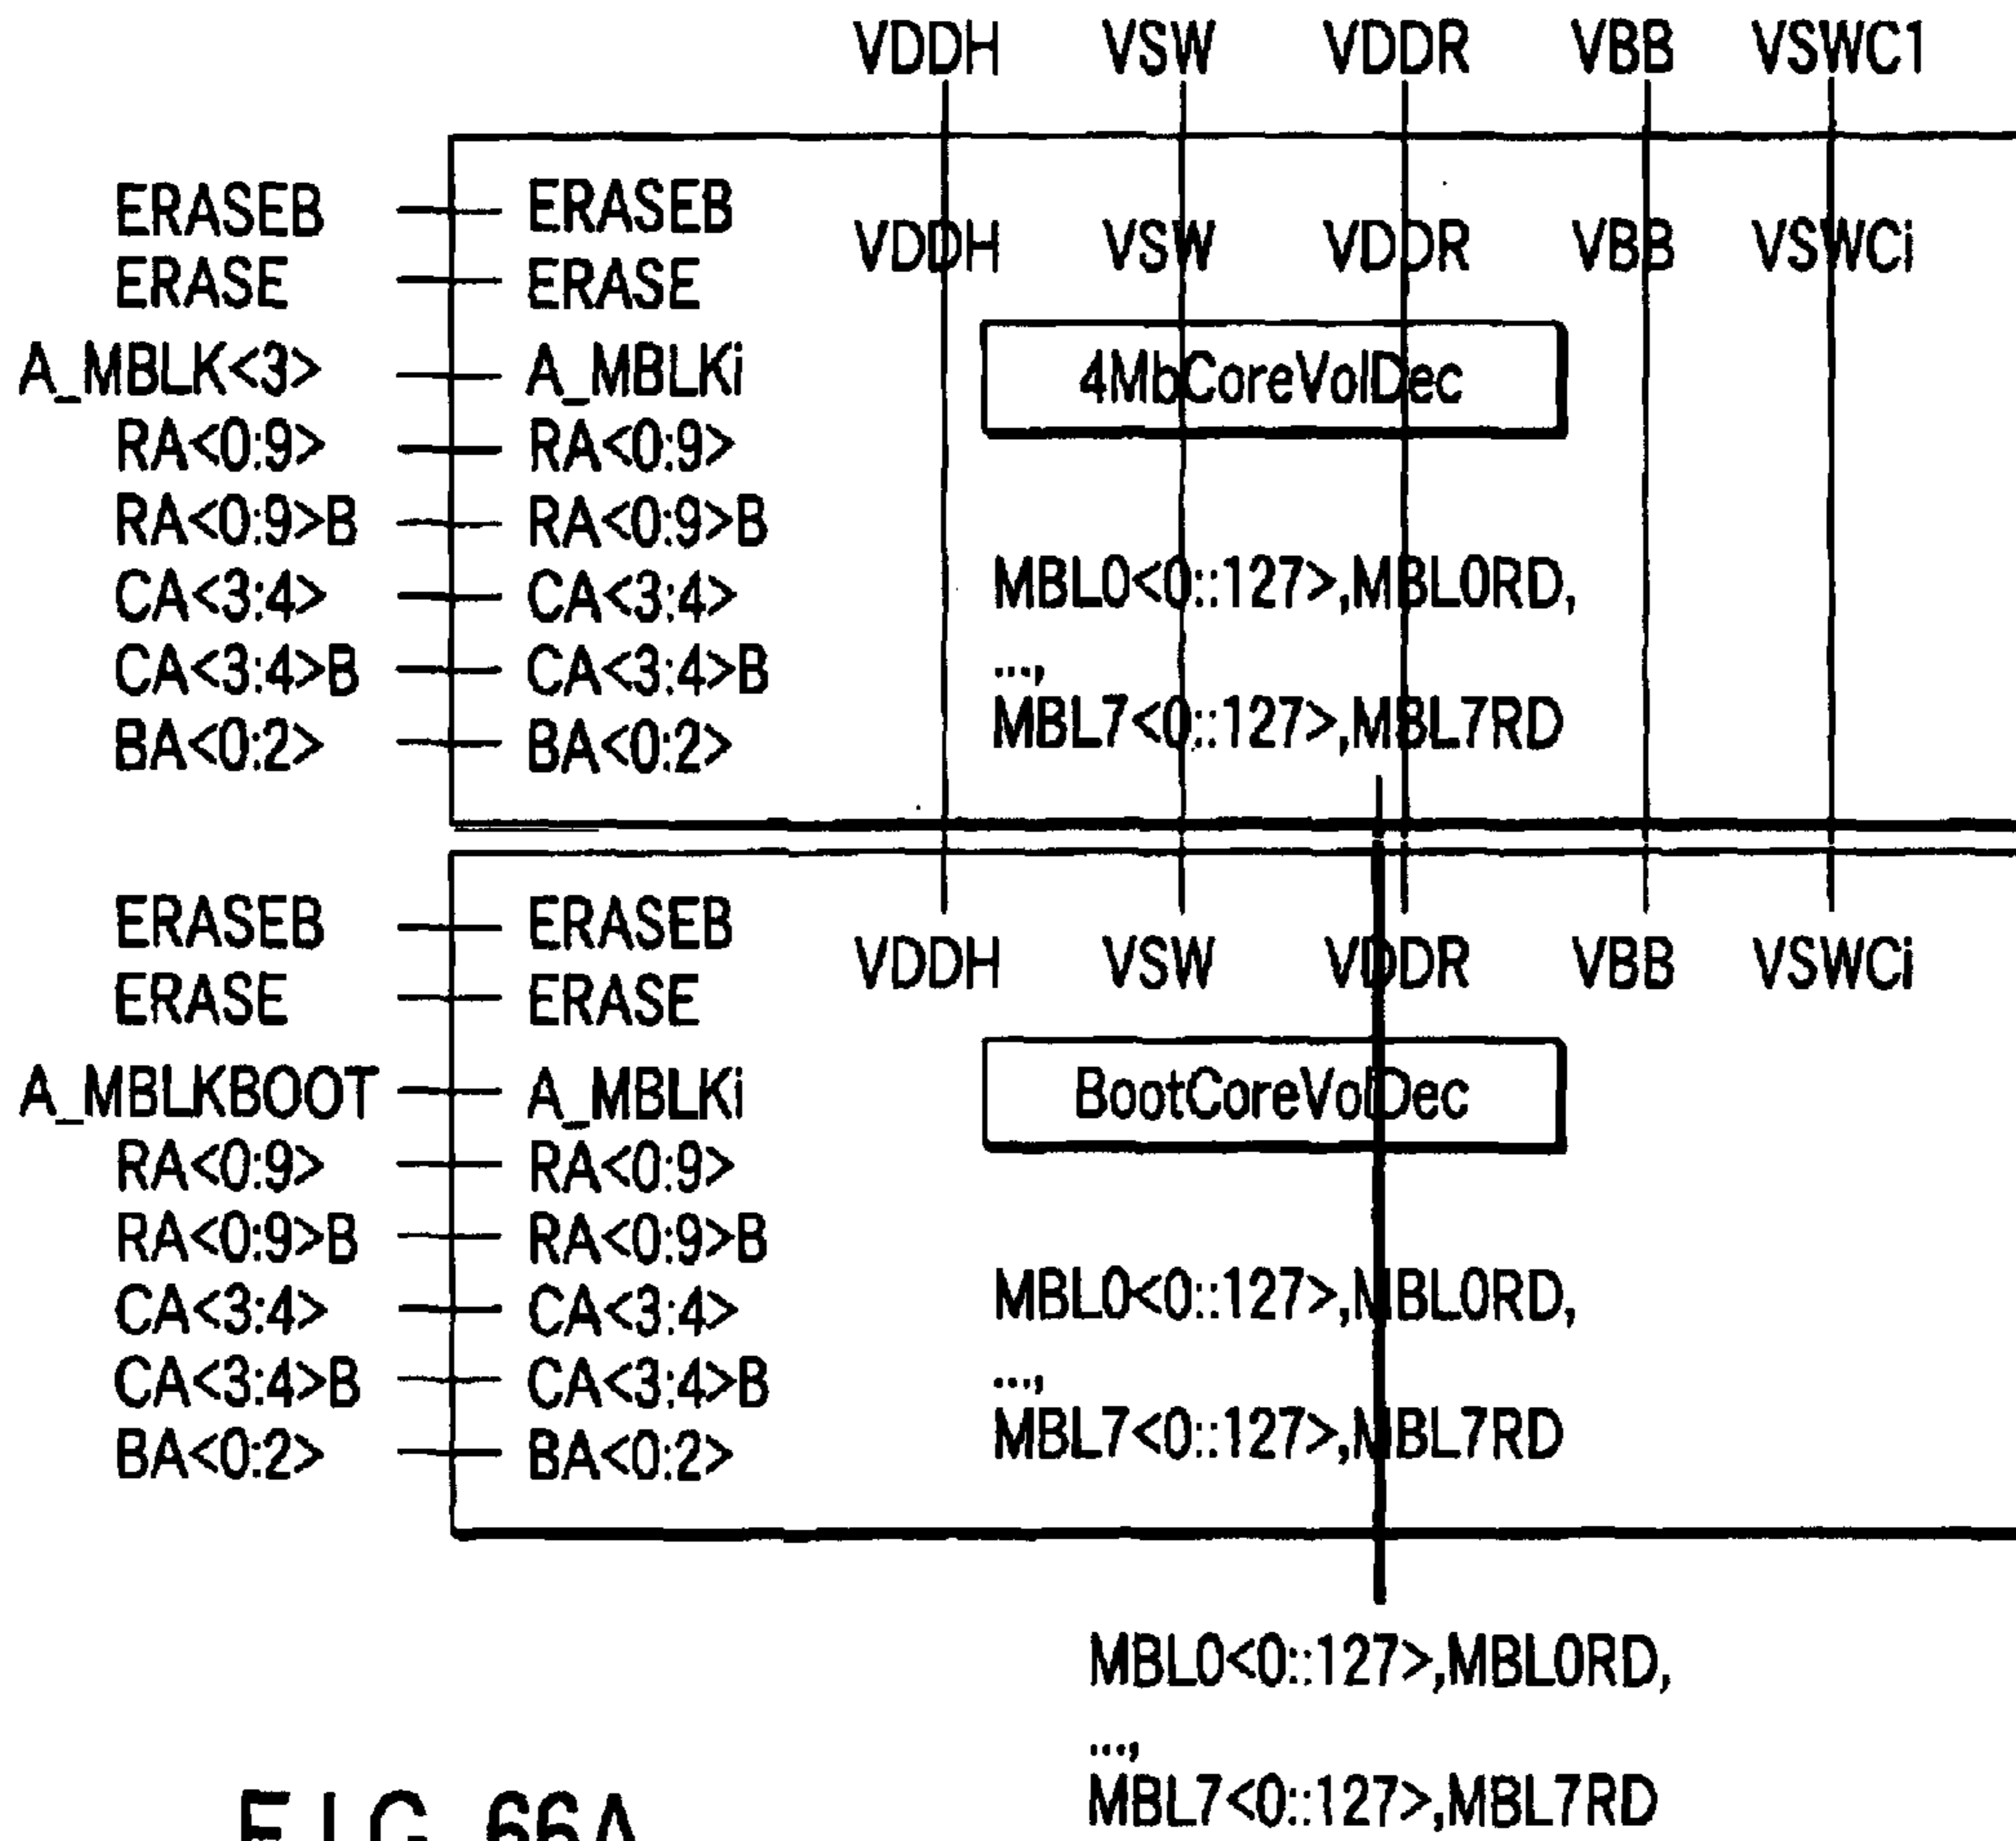 VDDH VSW VDDR VBB VSWC1
ERASEB ERASEB
VDDH VSW VDDR VBB VSWCi
ERASE ERASE
A_MBLK<3> A_MBLKi 4MbCoreVolDec
RA<0:9> RA<0:9>
RA<0:9>B RA<0:9>B
CA<3:4> CA<3:4> MBL0<0::127>,MBL0RD,
CA<3:4>B CA<3:4>B ...,
BA<0:2> BA<0:2> MBL7<0::127>,MBL7RD
ERASEB ERASEB
VDDH VSW VDDR VBB VSWCi
ERASE ERASE
A_MBLKBOOT A_MBLKi BootCoreVolDec
RA<0:9> RA<0:9>
RA<0:9>B RA<0:9>B
CA<3:4> CA<3:4> MBL0<0::127>,MBL0RD,
CA<3:4>B CA<3:4>B ...,
BA<0:2> BA<0:2> MBL7<0::127>,MBL7RD
MBL0<0::127>,MBL0RD,
...,
MBL7<0::127>,MBL7RD
FIG. 66A